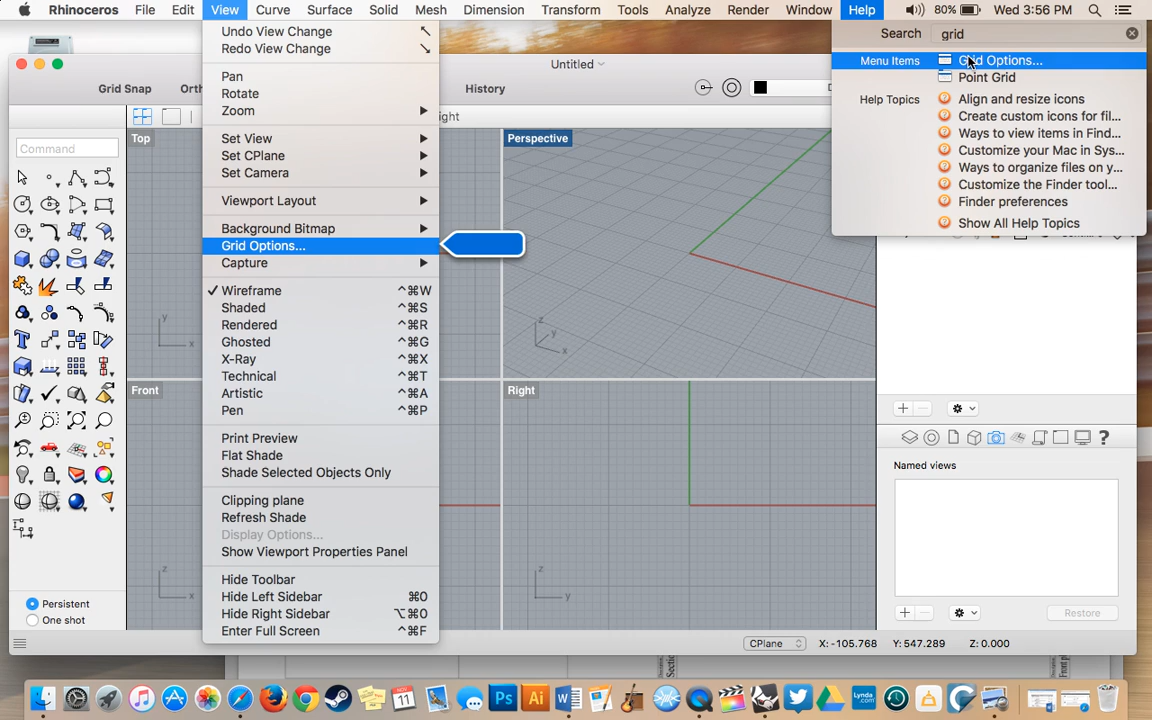 Rhinoceros File Edit View Curve Surface Solid Mesh Dimension Transform Tools Analyze Render Window Help 80% Wed 3:56 PM
Search grid
Menu Items Grid Options...
Point Grid
Help Topics Align and resize icons
Create custom icons for fil...
Ways to view items in Find...
Customize your Mac in Sys...
Ways to organize files on y...
Customize the Finder tool...
Finder preferences
Show All Help Topics
Untitled
Grid Snap
History
Command
Undo View Change
Redo View Change
Pan
Rotate
Zoom
Set View
Set CPlane
Set Camera
Viewport Layout
Background Bitmap
Grid Options...
Capture
✓ Wireframe ^⌘W
Shaded ^⌘S
Rendered ^⌘R
Ghosted ^⌘G
X-Ray ^⌘X
Technical ^⌘T
Artistic ^⌘A
Pen ^⌘P
Print Preview
Flat Shade
Shade Selected Objects Only
Clipping plane
Refresh Shade
Display Options...
Show Viewport Properties Panel
Hide Toolbar
Hide Left Sidebar ⌘0
Hide Right Sidebar ⌥⌘0
Enter Full Screen ^⌘F
Top
Perspective
Front
Right
y
x
z
y
x
z
x
z
y
Named views
Restore
Persistent
One shot
CPlane X: -105.768 Y: 547.289 Z: 0.000
NOV
11
Ps
Ai
Lynda
.com